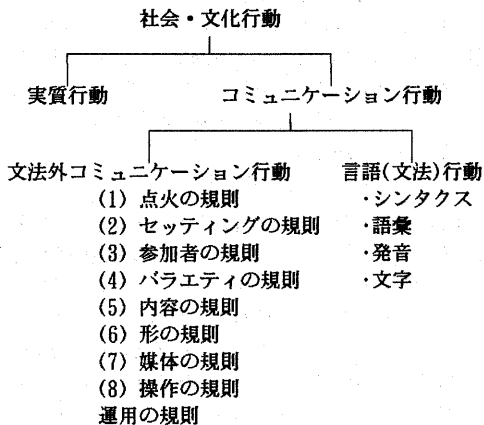 社会・文化行動
実質行動 コミュニケーション行動
文法外コミュニケーション行動 言語(文法)行動
(1) 点火の規則 ・シンタクス
(2) セッティングの規則 ・語彙
(3) 参加者の規則 ・発音
(4) バラエティの規則 ・文字
(5) 内容の規則
(6) 形の規則
(7) 媒体の規則
(8) 操作の規則
運用の規則